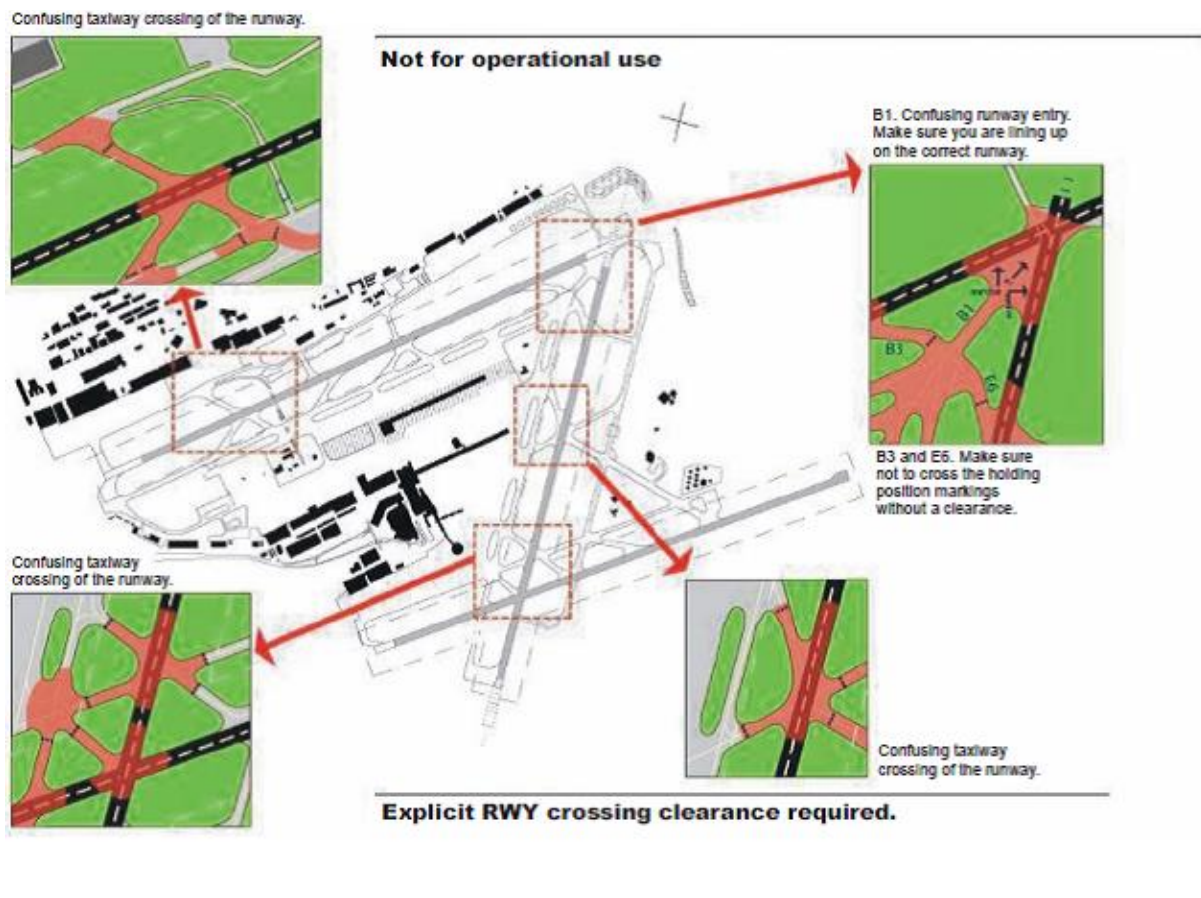 Confusing taxiway crossing of the runway.
Not for operational use
B1. Confusing runway entry.
Make sure you are lining up
on the correct runway.
B1
B3
E6
B3 and E6. Make sure
not to cross the holding
position markings
without a clearance.
Confusing taxiway
crossing of the runway.
Confusing taxiway
crossing of the runway.
Explicit RWY crossing clearance required.